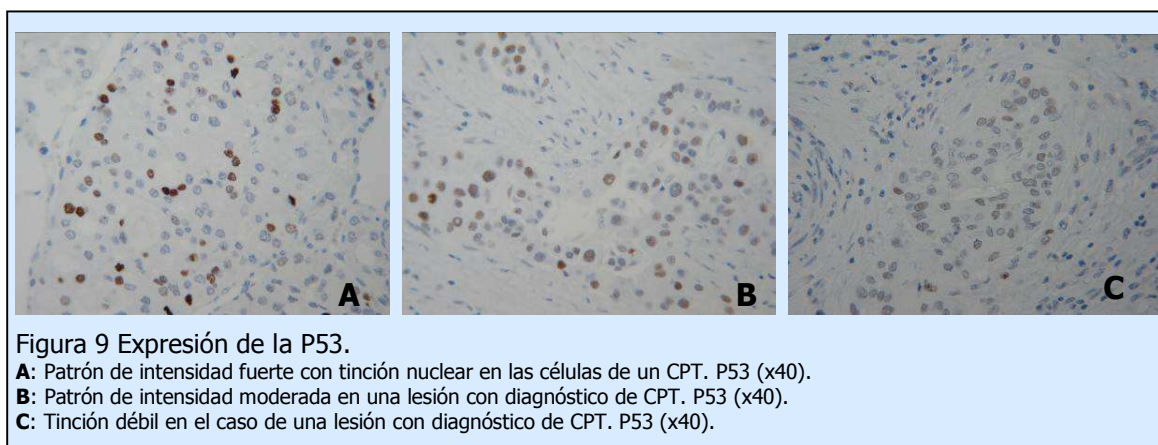 A
B
C
Figura 9 Expresión de la P53.
A: Patrón de intensidad fuerte con tinción nuclear en las células de un CPT. P53 (x40).
B: Patrón de intensidad moderada en una lesión con diagnóstico de CPT. P53 (x40).
C: Tinción débil en el caso de una lesión con diagnóstico de CPT. P53 (x40).